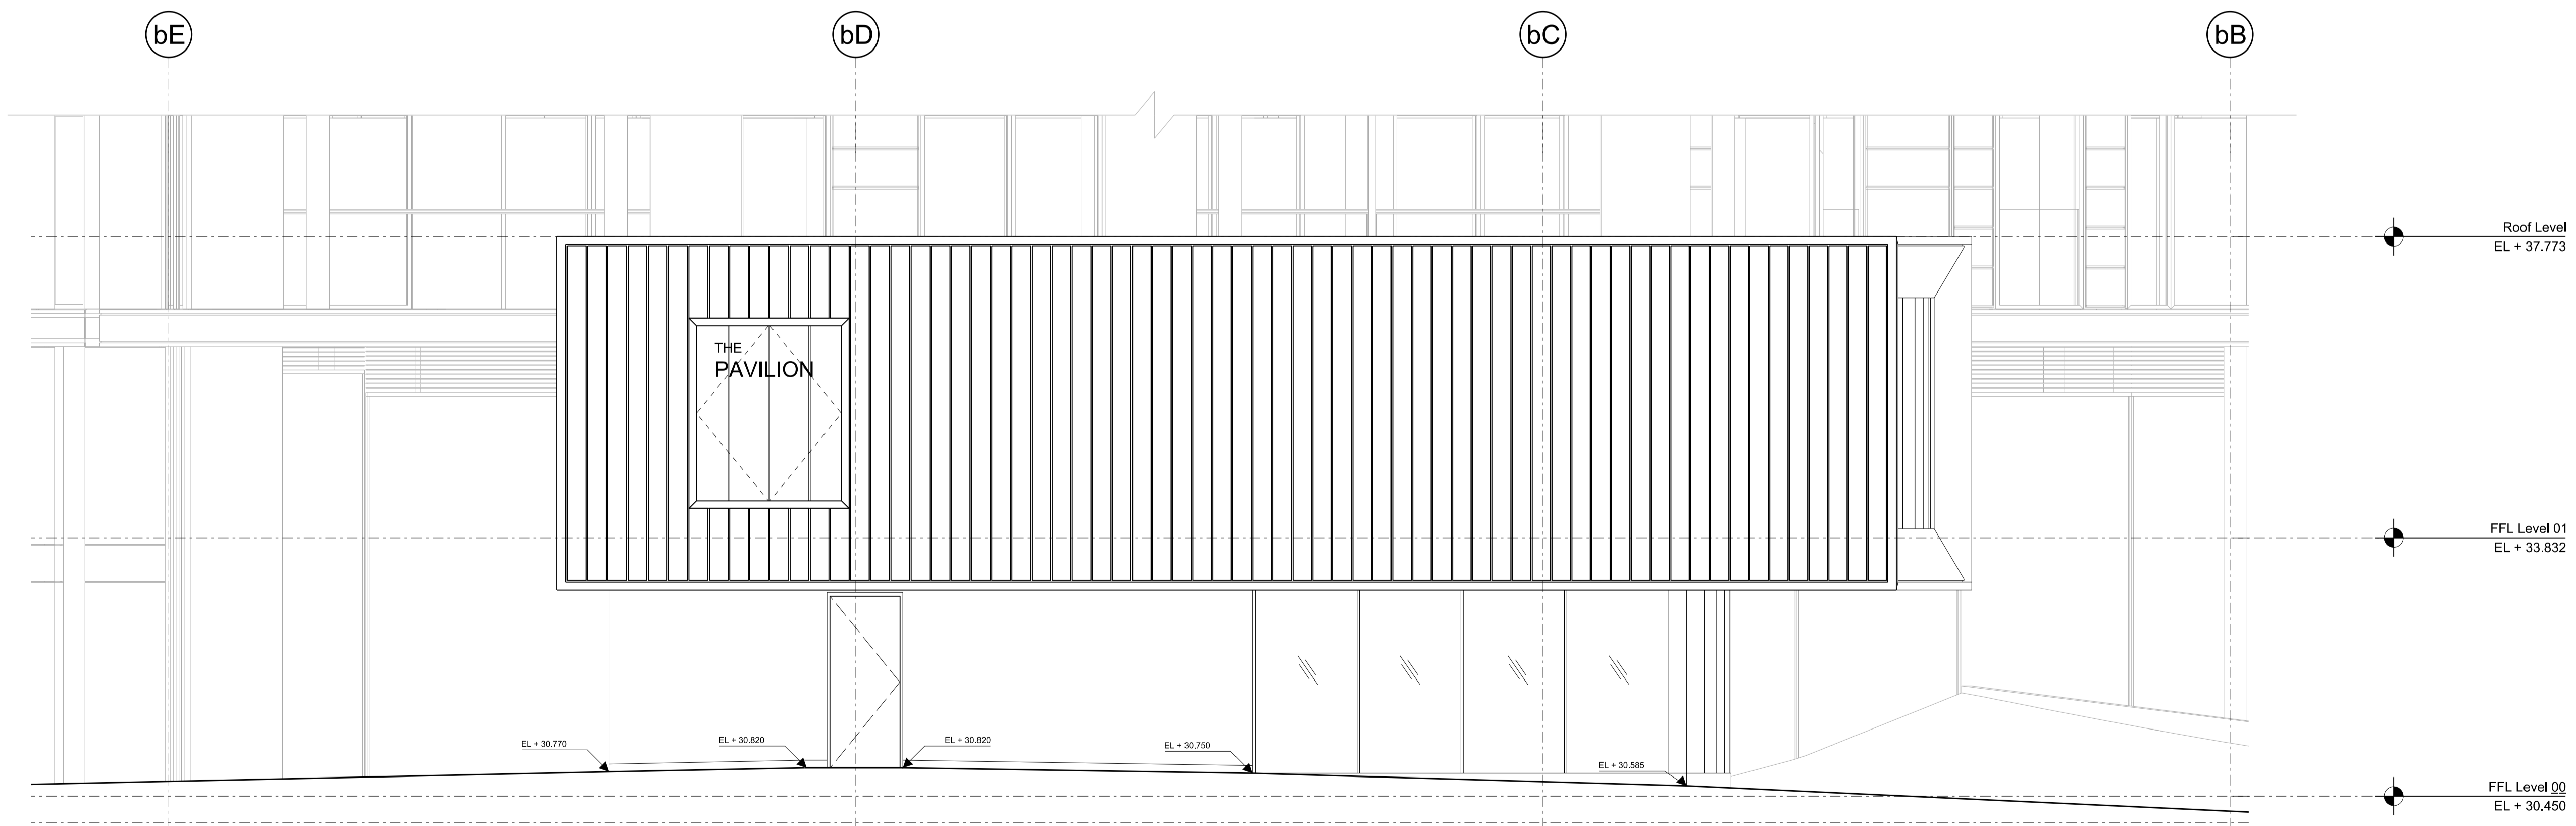 bE
bD
bC
bB
Roof Level
EL + 37.773
THE
PAVILION
FFL Level 01
EL + 33.832
EL + 30.770
EL + 30.820
EL + 30.820
EL + 30.750
EL + 30.585
FFL Level 00
EL + 30.450